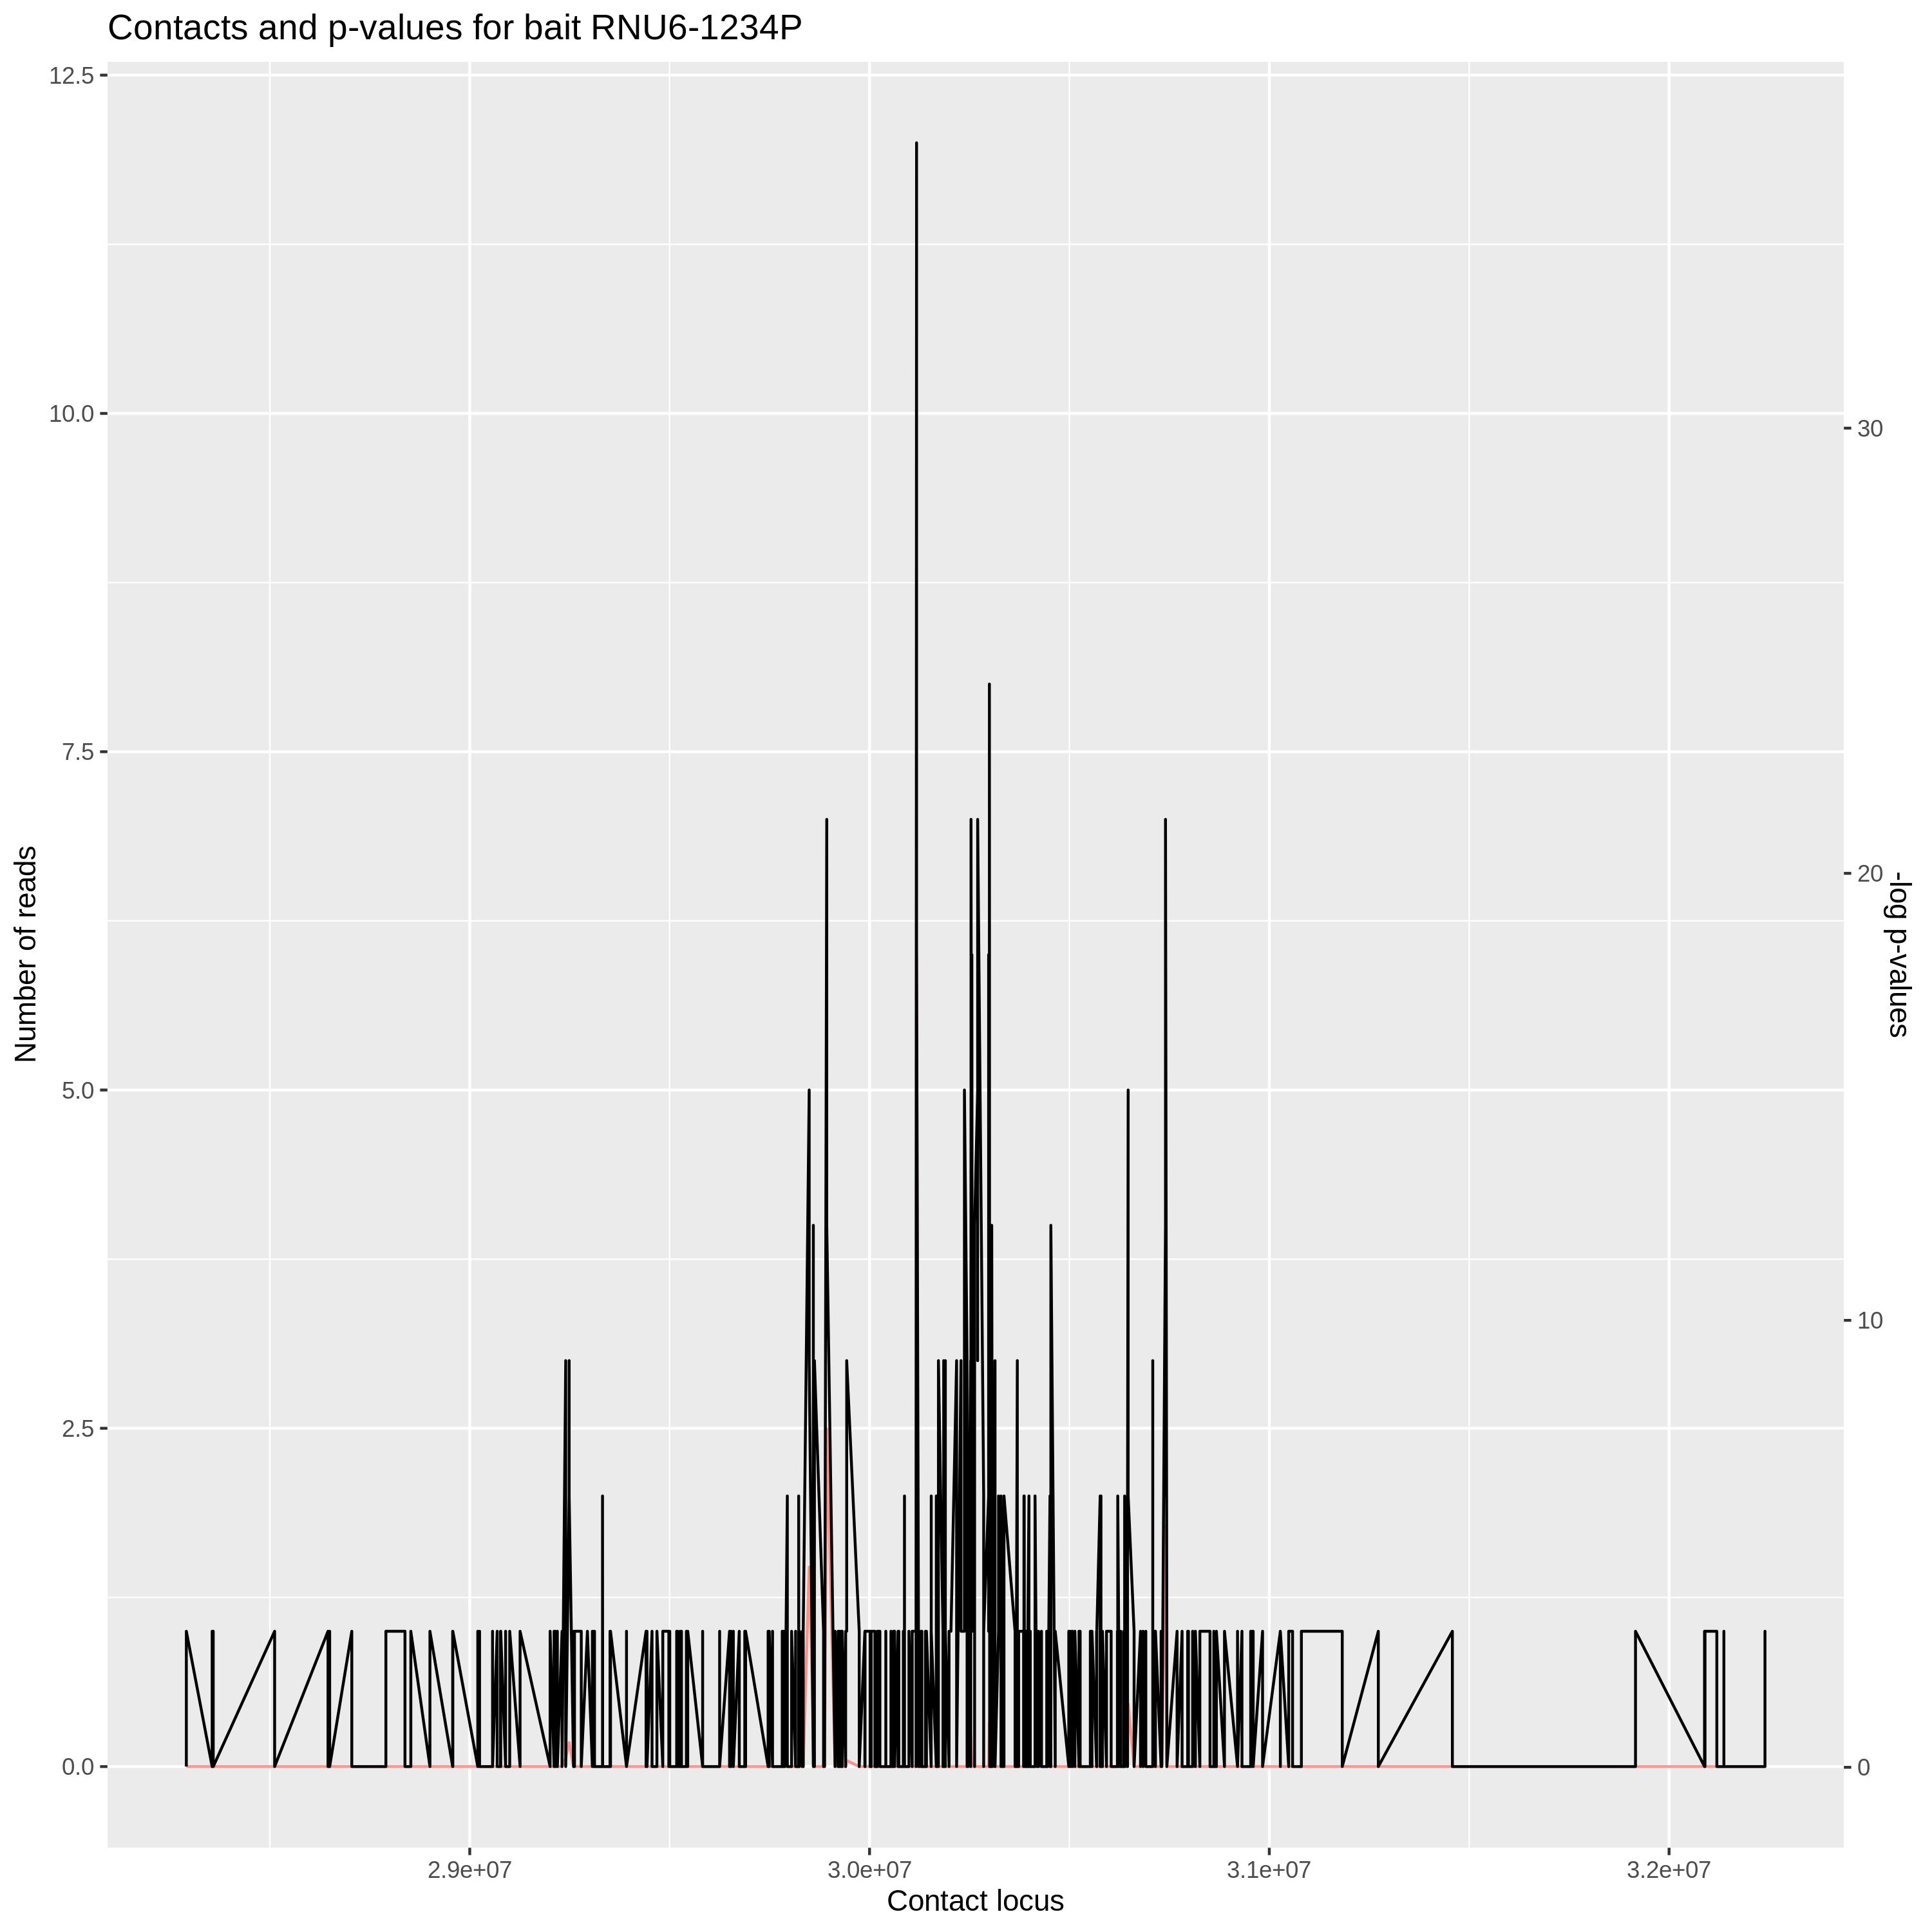 Contacts and p-values for bait RNU6-1234P
12.5
10.0
7.5
5.0
2.5
0.0
Number of reads
30
20
10
0
-log p-values
2.9e+07
3.0e+07
3.1e+07
3.2e+07
Contact locus